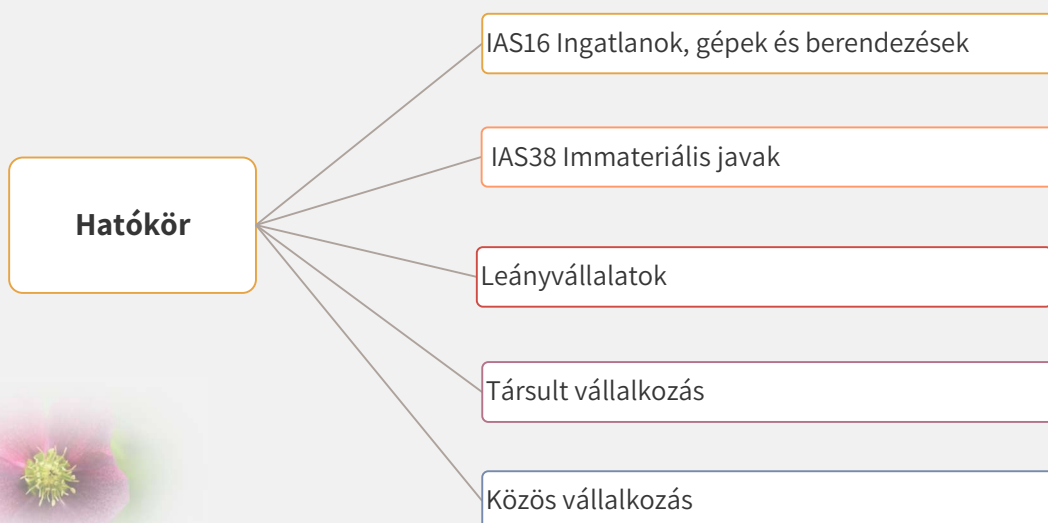 IAS16 Ingatlanok, gépek és berendezések
IAS38 Immateriális javak
Hatókör
Leányvállalatok
Társult vállalkozás
Közös vállalkozás